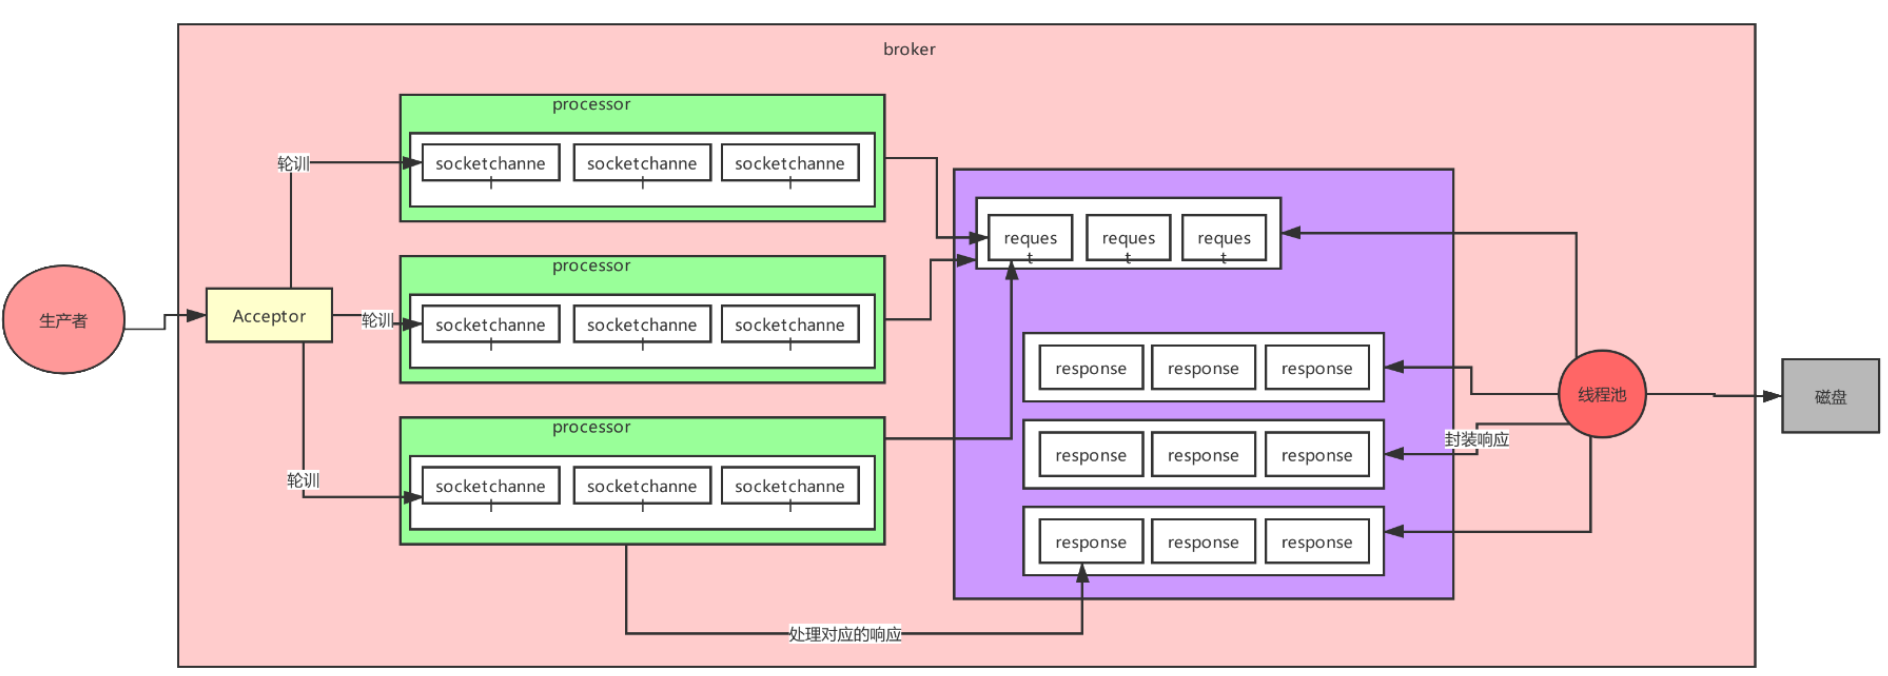 broker
processor
轮训
socketchanne
l
socketchanne
l
socketchanne
l
processor
生产者
Acceptor
轮训
socketchanne
l
socketchanne
l
socketchanne
l
processor
轮训
socketchanne
l
socketchanne
l
socketchanne
l
reques
t
reques
t
reques
t
response
response
response
response
response
response
response
response
response
线程池
磁盘
封装响应
处理对应的响应